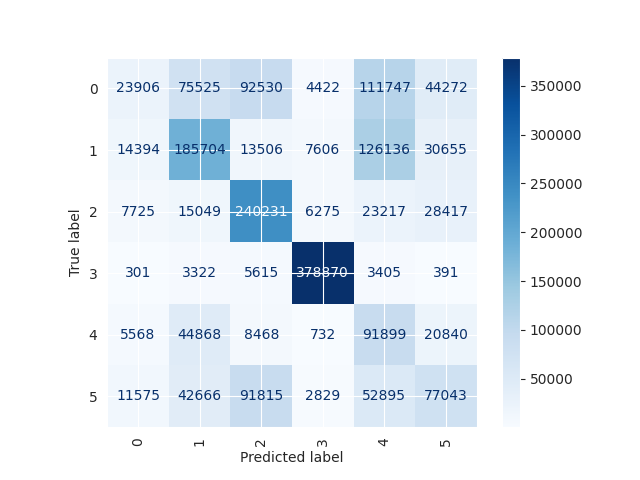 0 23906 75525 92530 4422 111747 44272
1 14394 185704 13506 7606 126136 30655
2 7725 15049 240231 6275 23217 28417
3 301 3322 5615 378870 3405 391
4 5568 44868 8468 732 91899 20840
5 11575 42666 91815 2829 52895 77043
True label
0 1 2 3 4 5
Predicted label
350000
300000
250000
200000
150000
100000
50000